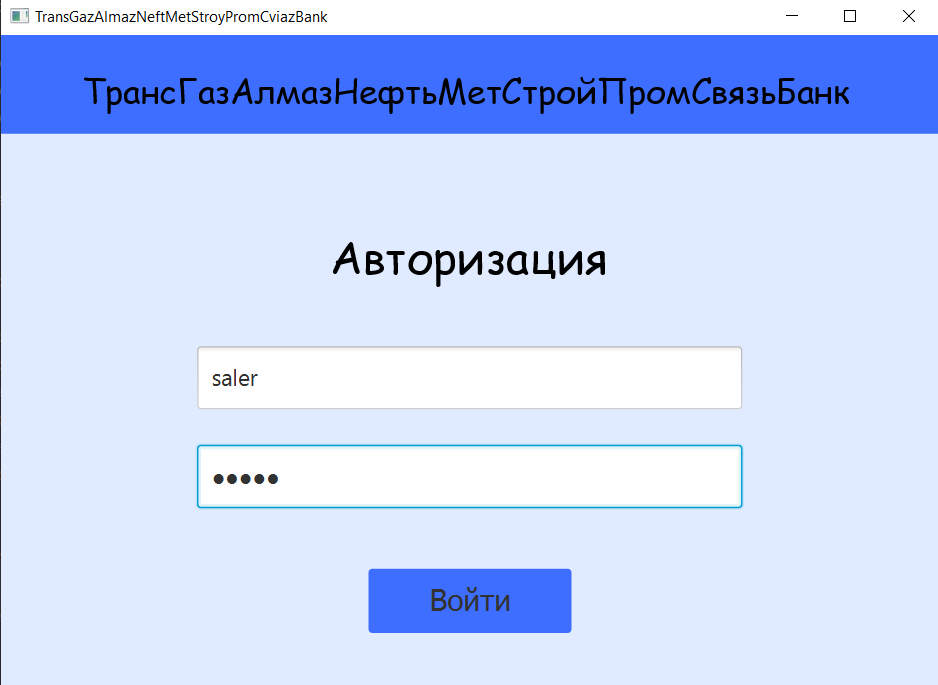 TransGazAlmazNeftMetStroyPromCviazBank
ТрансГазАлмазНефтьМетСтройПромСвязьБанк
Авторизация
saler
•••••
Войти